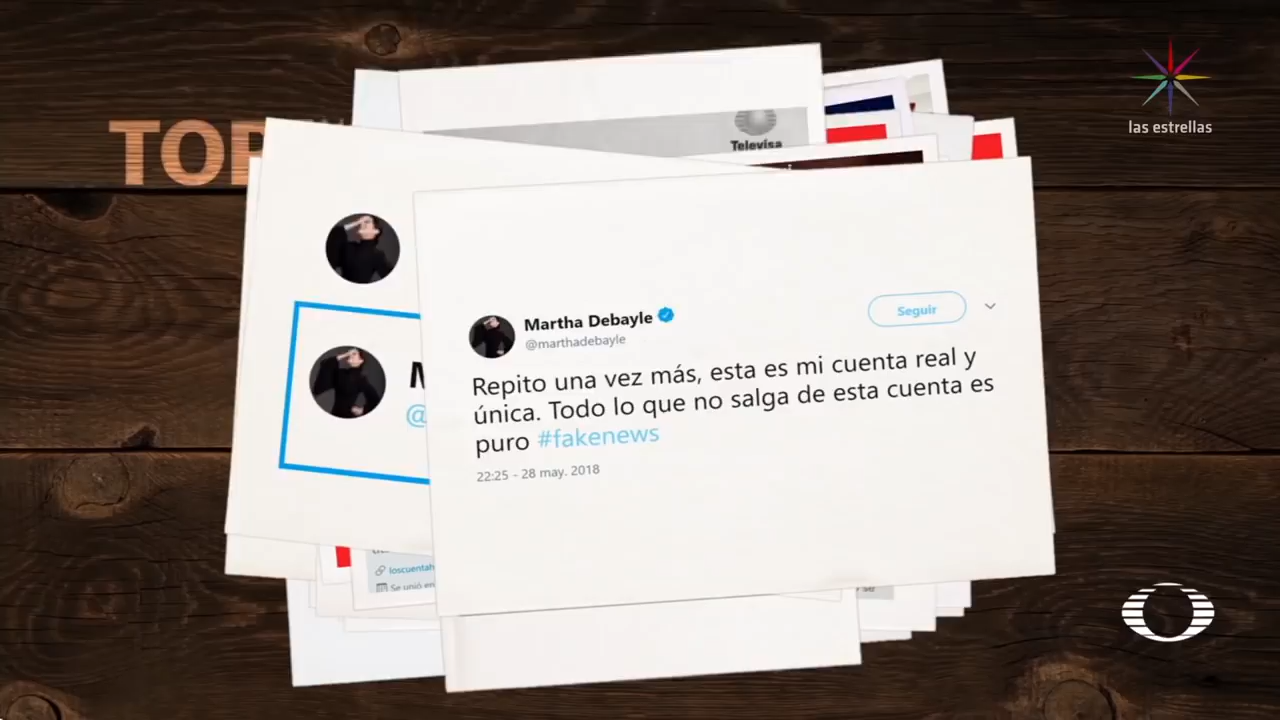 las estrellas
TOP
Televisa
Martha Debayle
@marthadebayle
Seguir
Repito una vez más, esta es mi cuenta real y
única. Todo lo que no salga de esta cuenta es
puro #fakenews
22:25 - 28 may. 2018
@
loscuentah
Se unió en